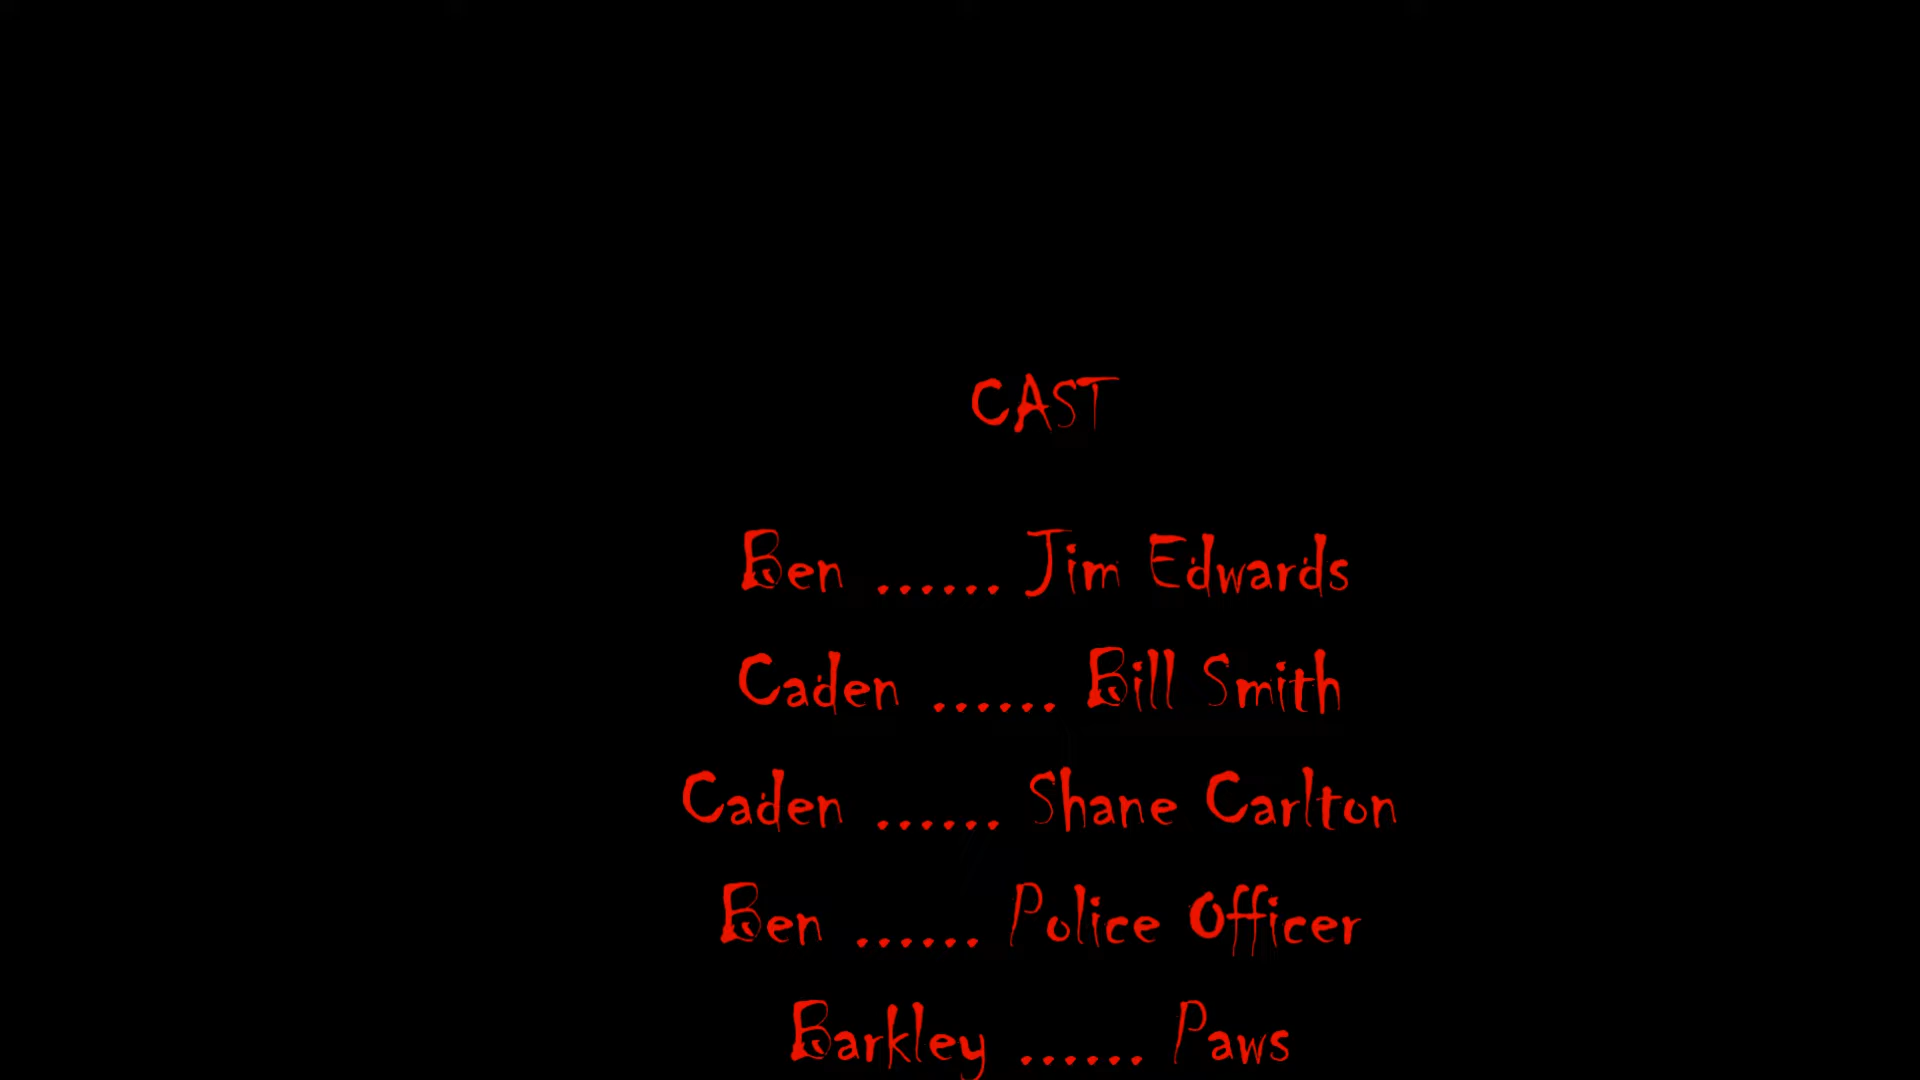 CAST
Ben ...... Jim Edwards
Caden ...... Bill Smith
Caden ...... Shane Carlton
Ben ...... Police Officer
Barkley ...... Paws